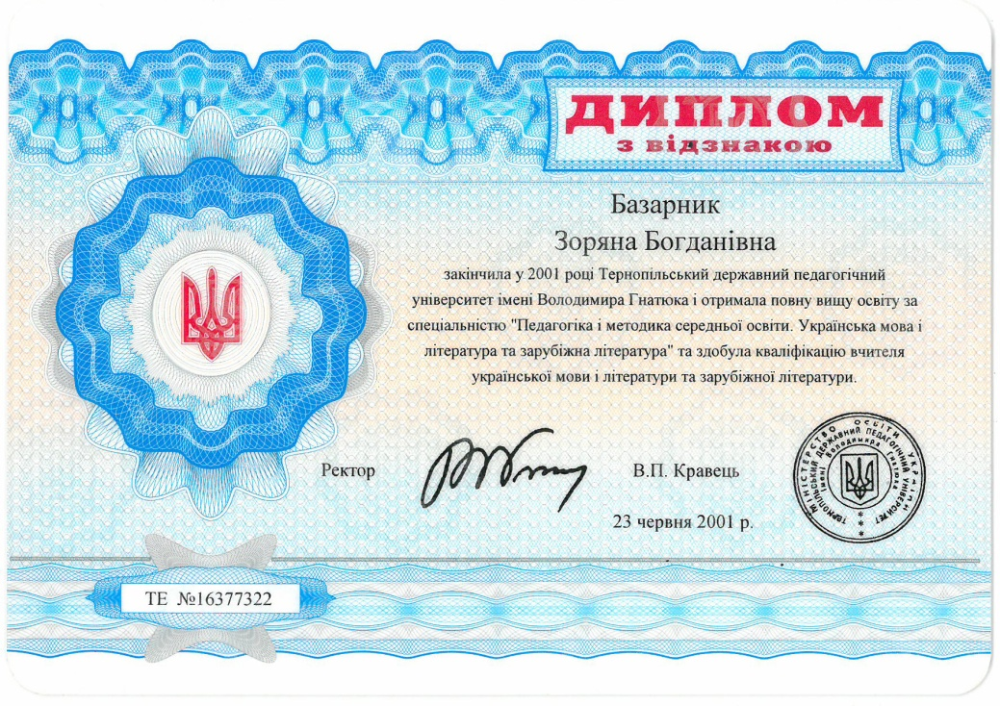 ДИПЛОМ
з відзнакою
Базарник
Зоряна Богданівна
закінчила у 2001 році Тернопільський державний педагогічний
університет імені Володимира Гнатюка і отримала повну вищу освіту за
спеціальністю "Педагогіка і методика середньої освіти. Українська мова і
література та зарубіжна література" та здобула кваліфікацію вчителя
української мови і літератури та зарубіжної літератури.
Ректор
В.П. Кравець
МІНІСТЕРСТВО ОСВІТИ УКРАЇНИ
ТЕРНОПІЛЬСЬКИЙ ДЕРЖАВНИЙ ПЕДАГОГІЧНИЙ УНІВЕРСИТЕТ
імені Володимира Гнатюка
23 червня 2001 р.
ТЕ №16377322